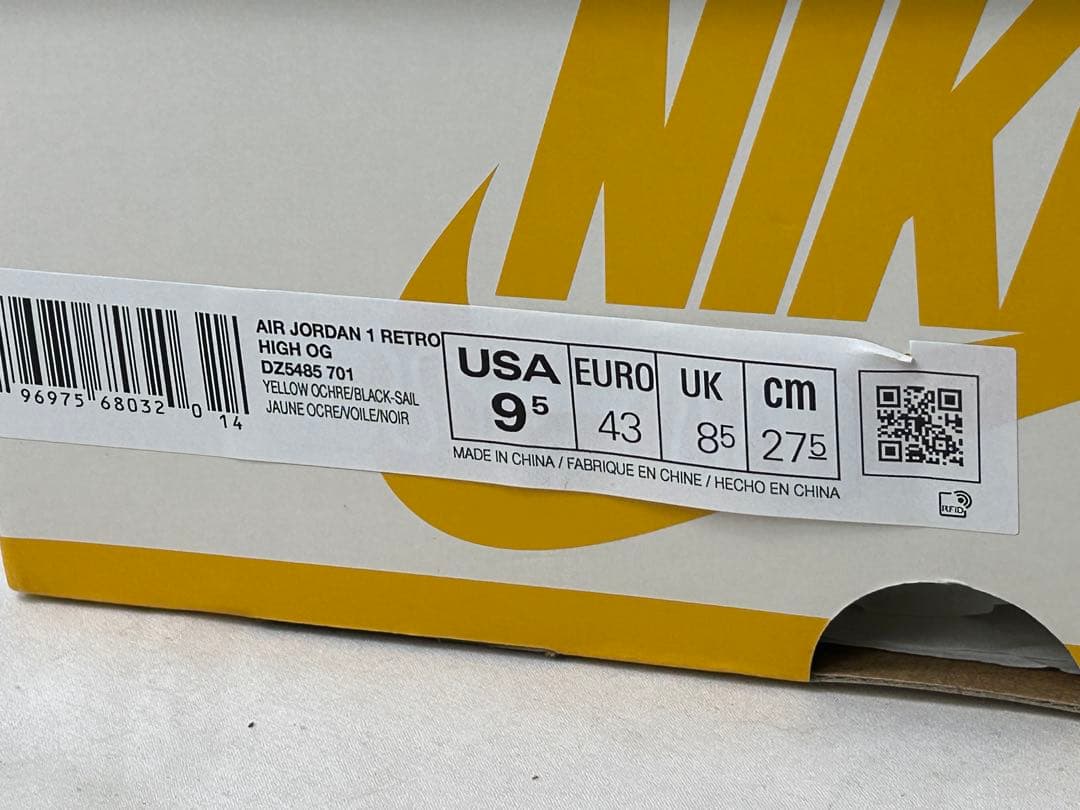 NIK
AIR JORDAN 1 RETRO
HIGH OG
DZ5485 701
YELLOW OCHRE/BLACK-SAIL
JAUNE OCRE/VOILE/NOIR
96975 68032 0
14
USA EURO UK cm
95 43 85 275
MADE IN CHINA / FABRIQUE EN CHINE / HECHO EN CHINA
RFID